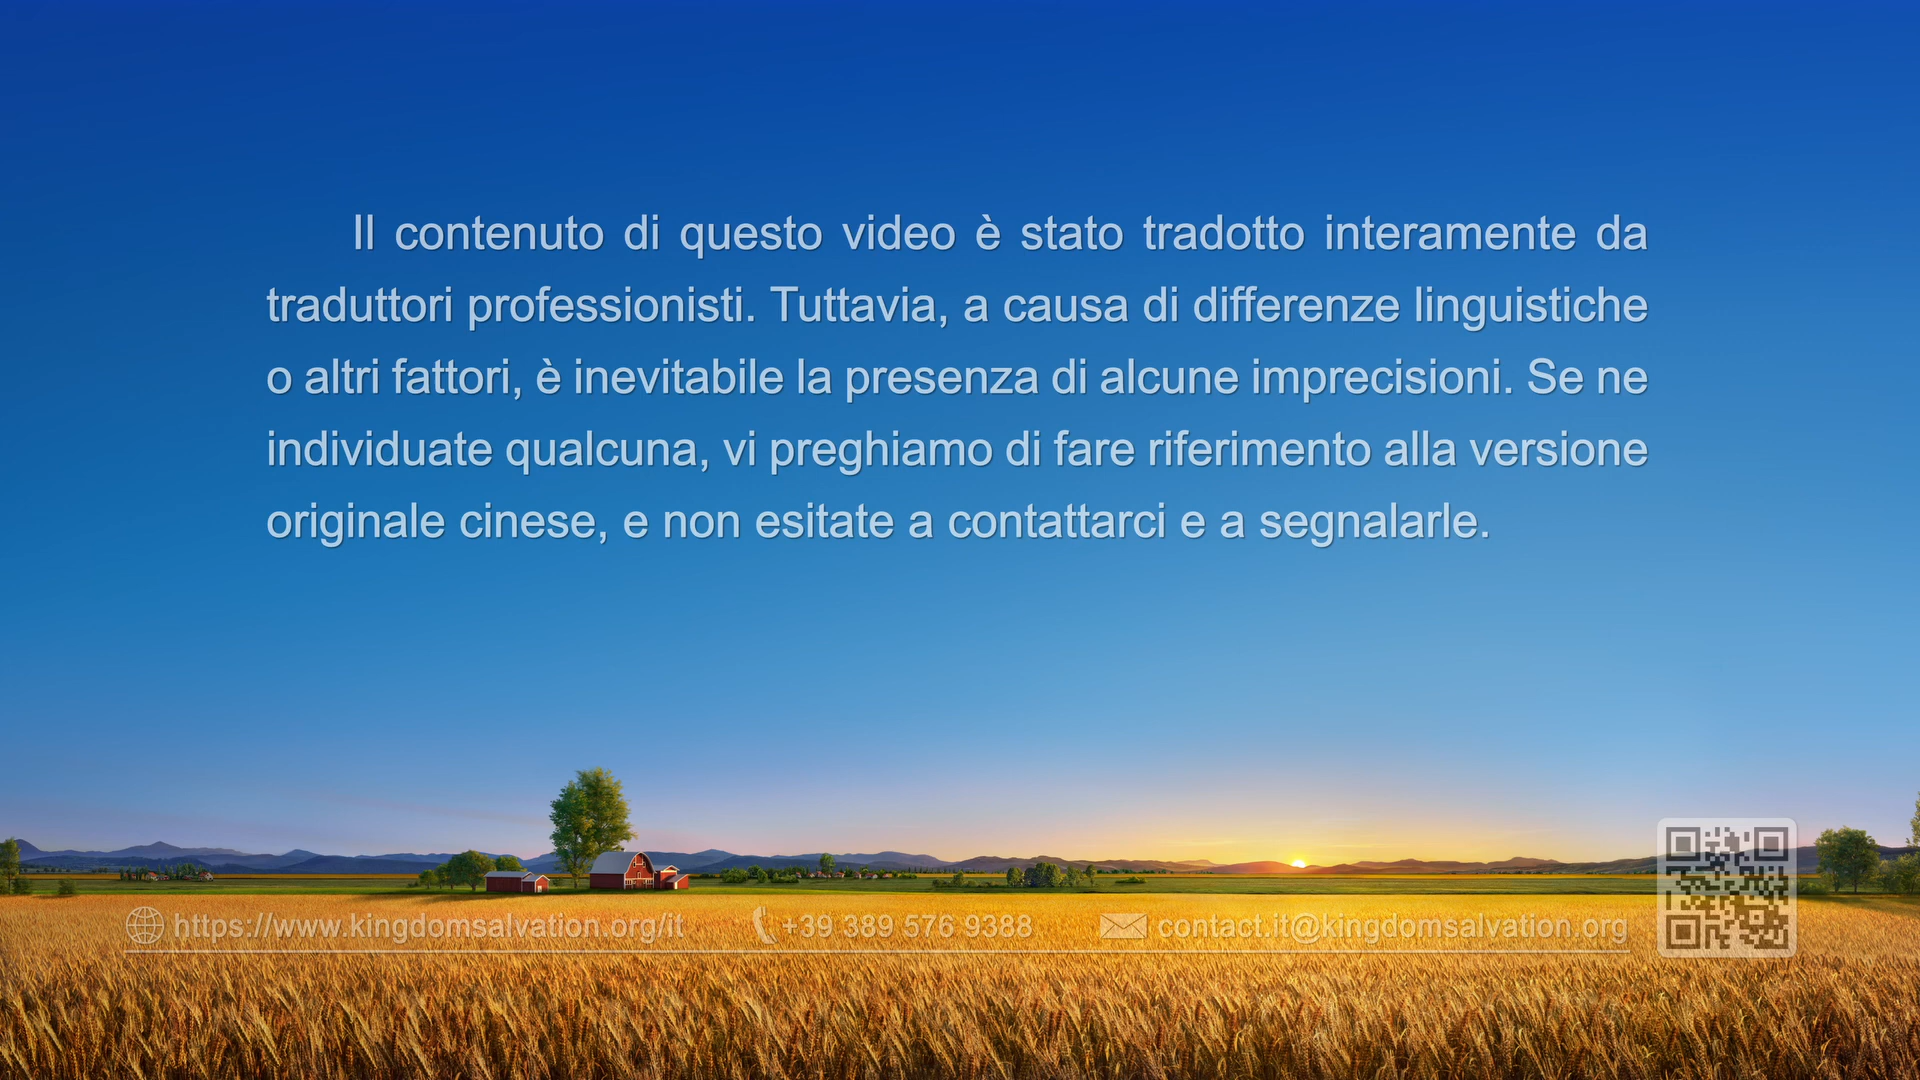 Il contenuto di questo video è stato tradotto interamente da
traduttori professionisti. Tuttavia, a causa di differenze linguistiche
o altri fattori, è inevitabile la presenza di alcune imprecisioni. Se ne
individuate qualcuna, vi preghiamo di fare riferimento alla versione
originale cinese, e non esitate a contattarci e a segnalarle.
https://www.kingdomsalvation.org/it +39 389 576 9388 contact.it@kingdomsalvation.org